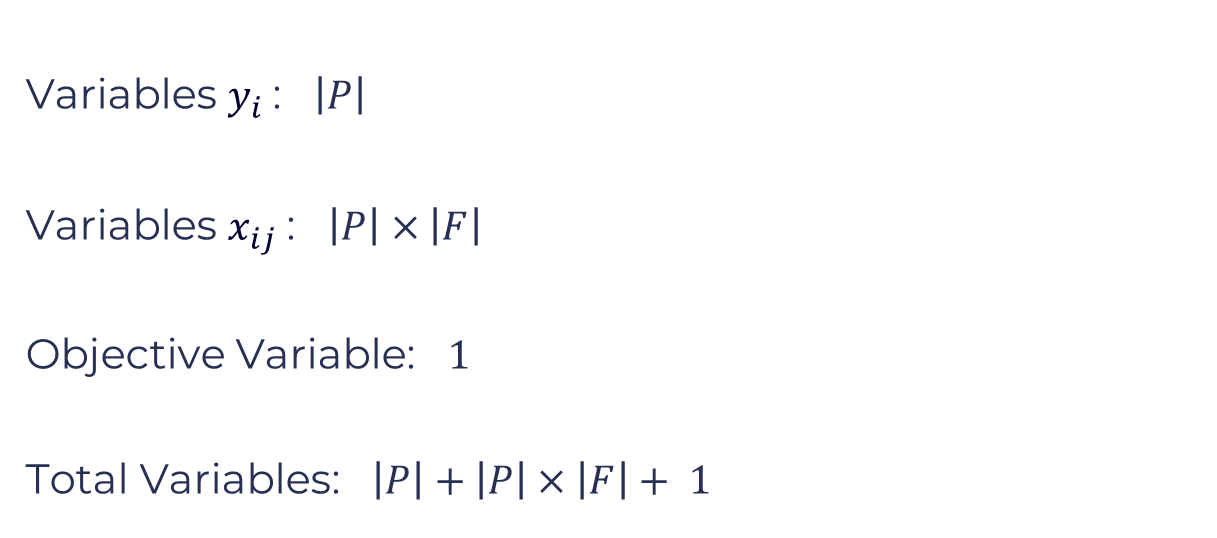 Variables yᵢ : |P|
Variables xᵢⱼ : |P| × |F|
Objective Variable: 1
Total Variables: |P| + |P| × |F| + 1